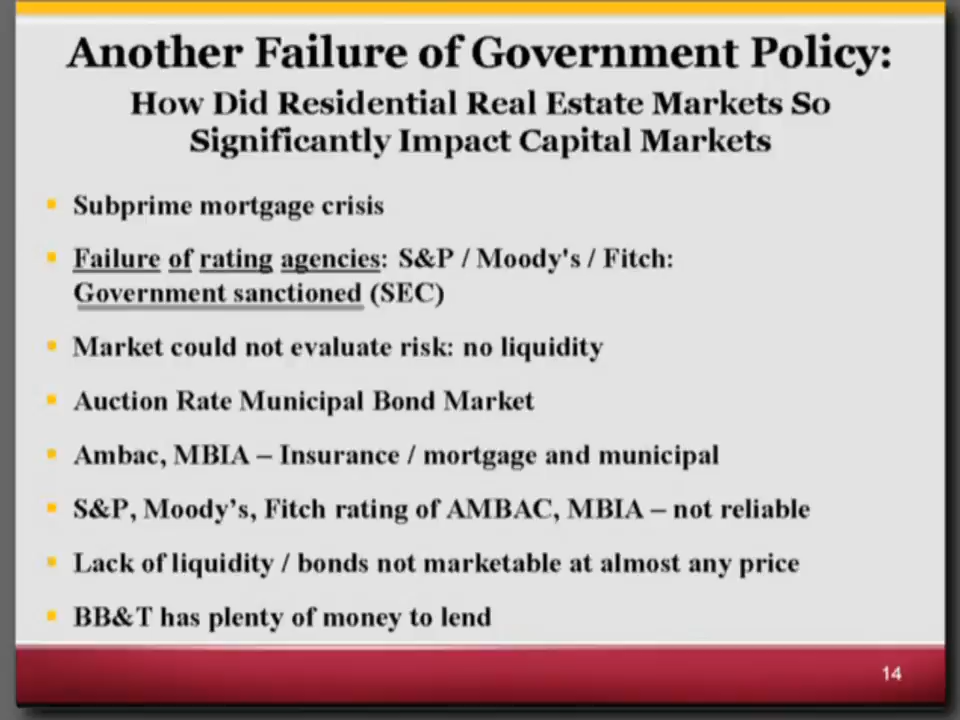 Another Failure of Government Policy:
How Did Residential Real Estate Markets So
Significantly Impact Capital Markets
Subprime mortgage crisis
Failure of rating agencies: S&P / Moody's / Fitch:
Government sanctioned (SEC)
Market could not evaluate risk: no liquidity
Auction Rate Municipal Bond Market
Ambac, MBIA – Insurance / mortgage and municipal
S&P, Moody’s, Fitch rating of AMBAC, MBIA – not reliable
Lack of liquidity / bonds not marketable at almost any price
BB&T has plenty of money to lend
14